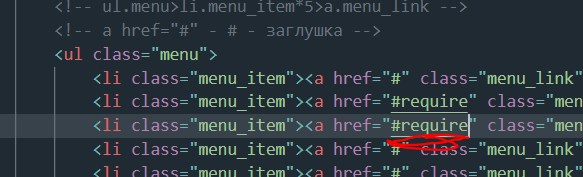 <!-- ul.menu>li.menu_item*5>a.menu_link -->
<!-- a href="#" - # - заглушка -->
<ul class="menu">
<li class="menu_item"><a href="#" class="menu_link"
<li class="menu_item"><a href="#require" class="men
<li class="menu_item"><a href="#require" class="men
<li class="menu_item"><a href="#" class="menu_link"
<li class="menu_item"><a href="#" class="menu_link"